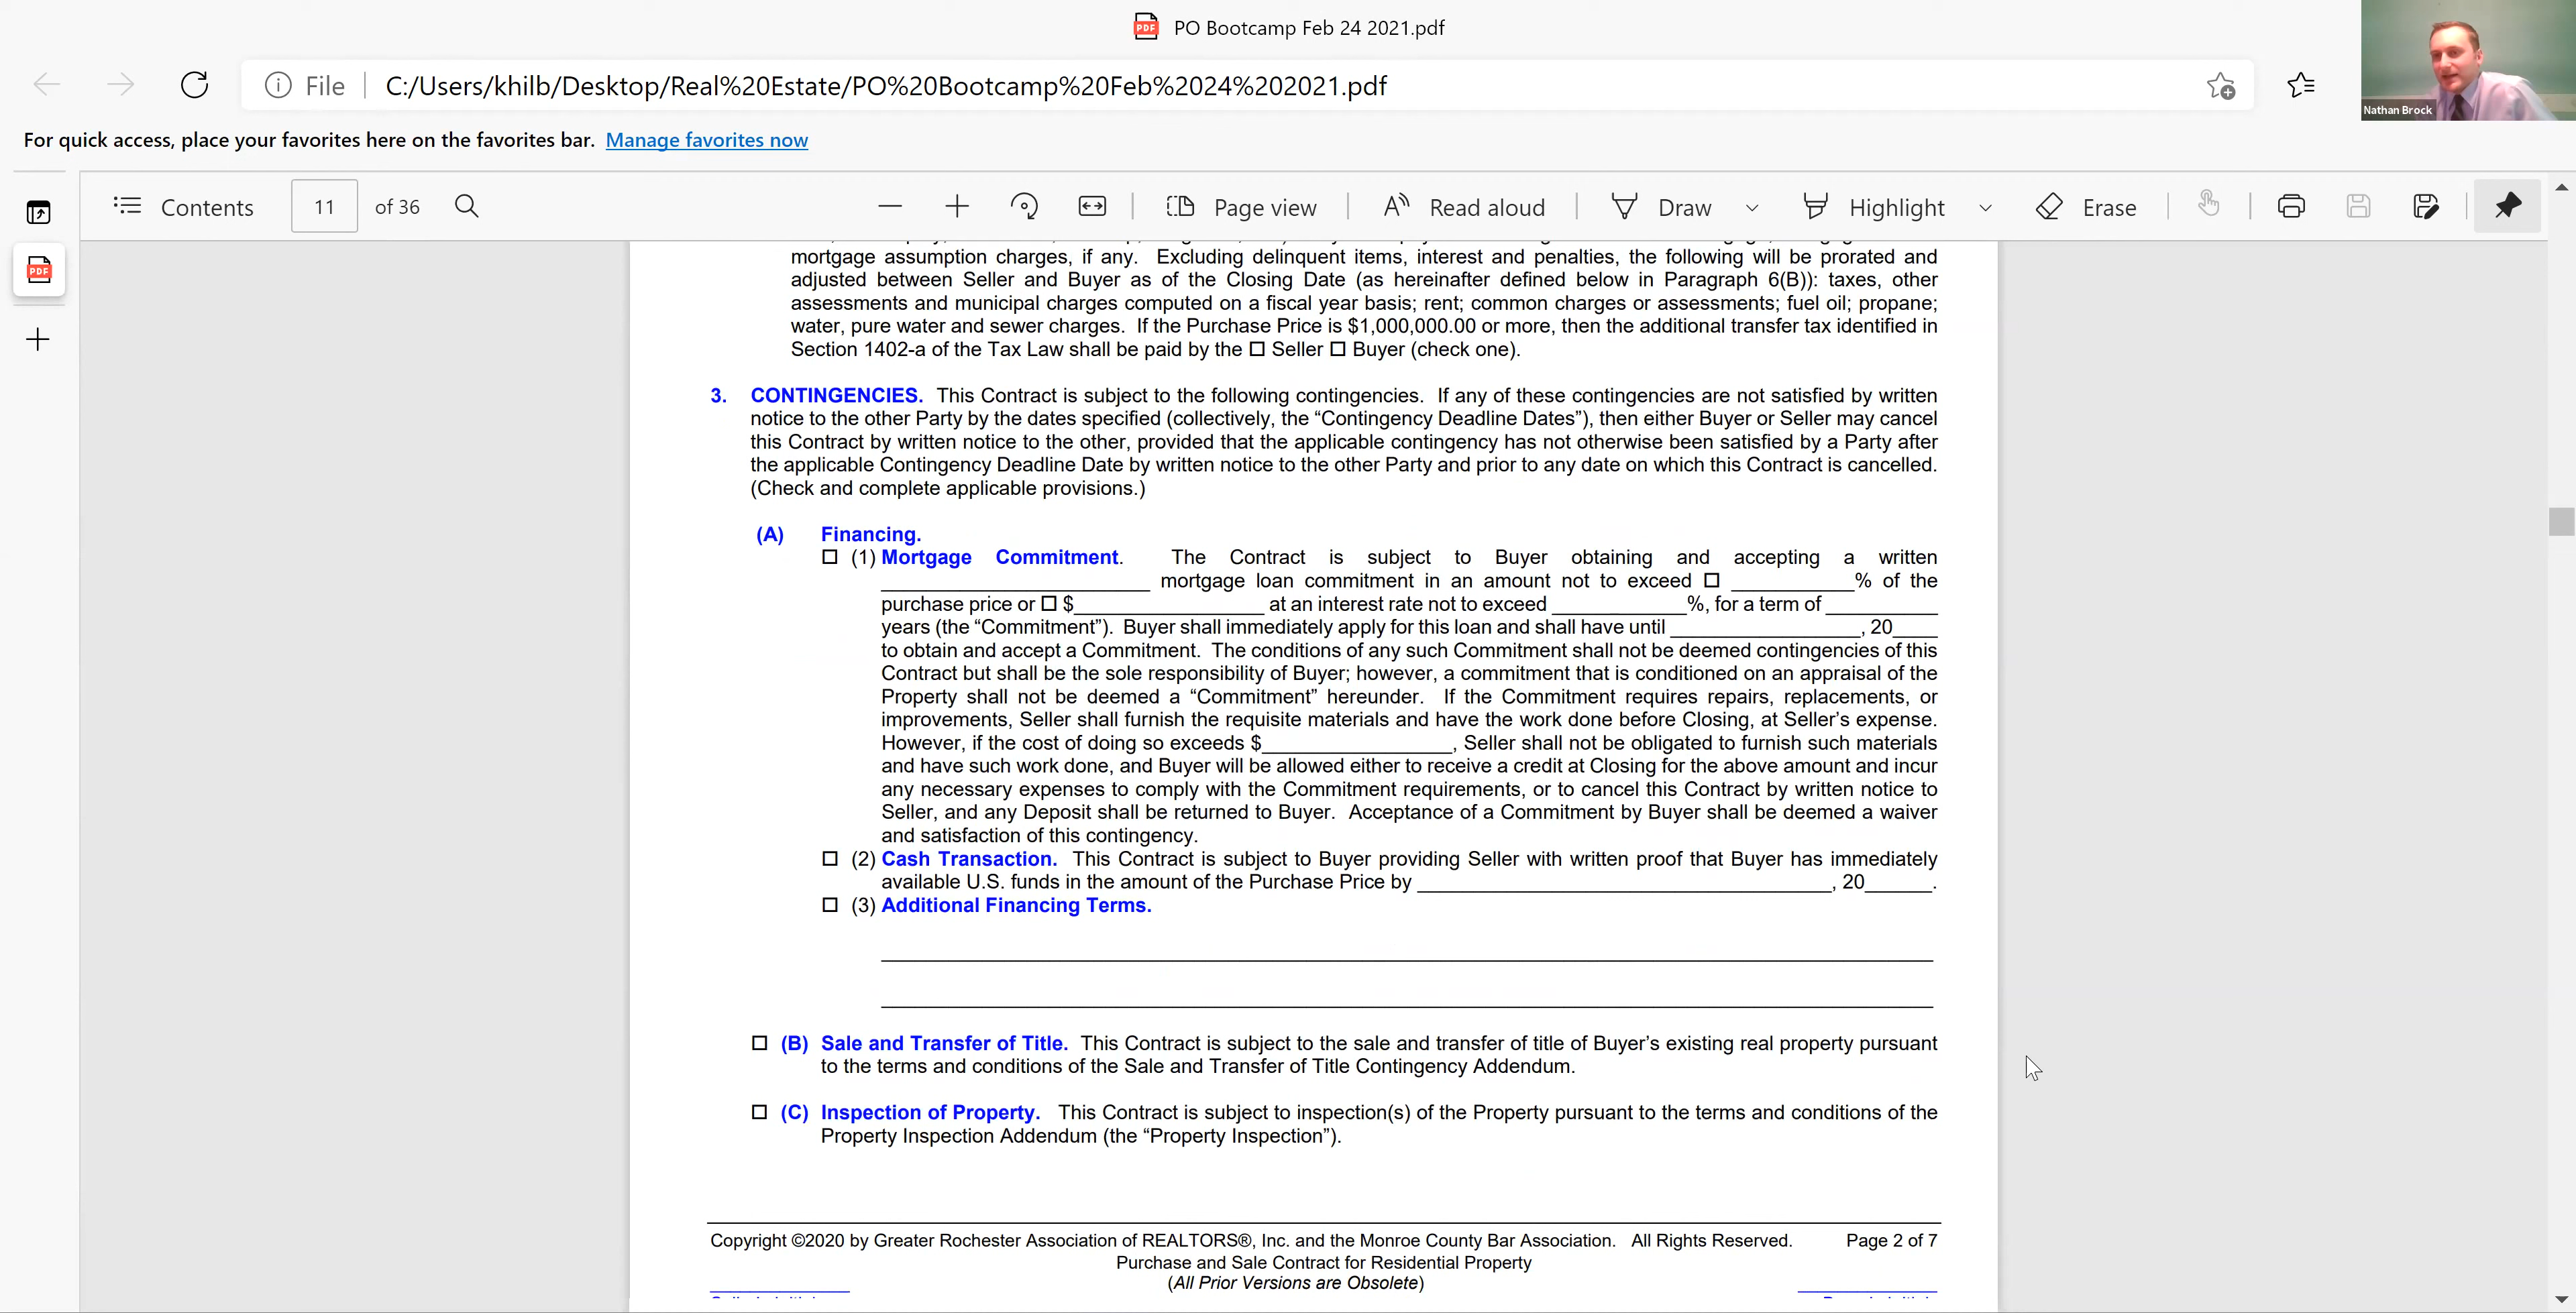 PO Bootcamp Feb 24 2021.pdf
File
C:/Users/khilb/Desktop/Real%20Estate/PO%20Bootcamp%20Feb%2024%202021.pdf
Nathan Brock
For quick access, place your favorites here on the favorites bar. Manage favorites now
Contents 11 of 36 Page view Read aloud Draw Highlight Erase
mortgage assumption charges, if any. Excluding delinquent items, interest and penalties, the following will be prorated and
adjusted between Seller and Buyer as of the Closing Date (as hereinafter defined below in Paragraph 6(B)): taxes, other
assessments and municipal charges computed on a fiscal year basis; rent; common charges or assessments; fuel oil; propane;
water, pure water and sewer charges. If the Purchase Price is $1,000,000.00 or more, then the additional transfer tax identified in
Section 1402-a of the Tax Law shall be paid by the ☐ Seller ☐ Buyer (check one).
3. CONTINGENCIES. This Contract is subject to the following contingencies. If any of these contingencies are not satisfied by written
notice to the other Party by the dates specified (collectively, the “Contingency Deadline Dates”), then either Buyer or Seller may cancel
this Contract by written notice to the other, provided that the applicable contingency has not otherwise been satisfied by a Party after
the applicable Contingency Deadline Date by written notice to the other Party and prior to any date on which this Contract is cancelled.
(Check and complete applicable provisions.)
(A) Financing.
☐ (1) Mortgage Commitment. The Contract is subject to Buyer obtaining and accepting a written
____________ mortgage loan commitment in an amount not to exceed ☐ ____________% of the
purchase price or ☐ $____________ at an interest rate not to exceed ____________%, for a term of ____________
years (the “Commitment”). Buyer shall immediately apply for this loan and shall have until ____________, 20____
to obtain and accept a Commitment. The conditions of any such Commitment shall not be deemed contingencies of this
Contract but shall be the sole responsibility of Buyer; however, a commitment that is conditioned on an appraisal of the
Property shall not be deemed a “Commitment” hereunder. If the Commitment requires repairs, replacements, or
improvements, Seller shall furnish the requisite materials and have the work done before Closing, at Seller’s expense.
However, if the cost of doing so exceeds $____________, Seller shall not be obligated to furnish such materials
and have such work done, and Buyer will be allowed either to receive a credit at Closing for the above amount and incur
any necessary expenses to comply with the Commitment requirements, or to cancel this Contract by written notice to
Seller, and any Deposit shall be returned to Buyer. Acceptance of a Commitment by Buyer shall be deemed a waiver
and satisfaction of this contingency.
☐ (2) Cash Transaction. This Contract is subject to Buyer providing Seller with written proof that Buyer has immediately
available U.S. funds in the amount of the Purchase Price by ____________, 20______.
☐ (3) Additional Financing Terms.
☐ (B) Sale and Transfer of Title. This Contract is subject to the sale and transfer of title of Buyer’s existing real property pursuant
to the terms and conditions of the Sale and Transfer of Title Contingency Addendum.
☐ (C) Inspection of Property. This Contract is subject to inspection(s) of the Property pursuant to the terms and conditions of the
Property Inspection Addendum (the “Property Inspection”).
Copyright ©2020 by Greater Rochester Association of REALTORS®, Inc. and the Monroe County Bar Association. All Rights Reserved. Page 2 of 7
Purchase and Sale Contract for Residential Property
(All Prior Versions are Obsolete)